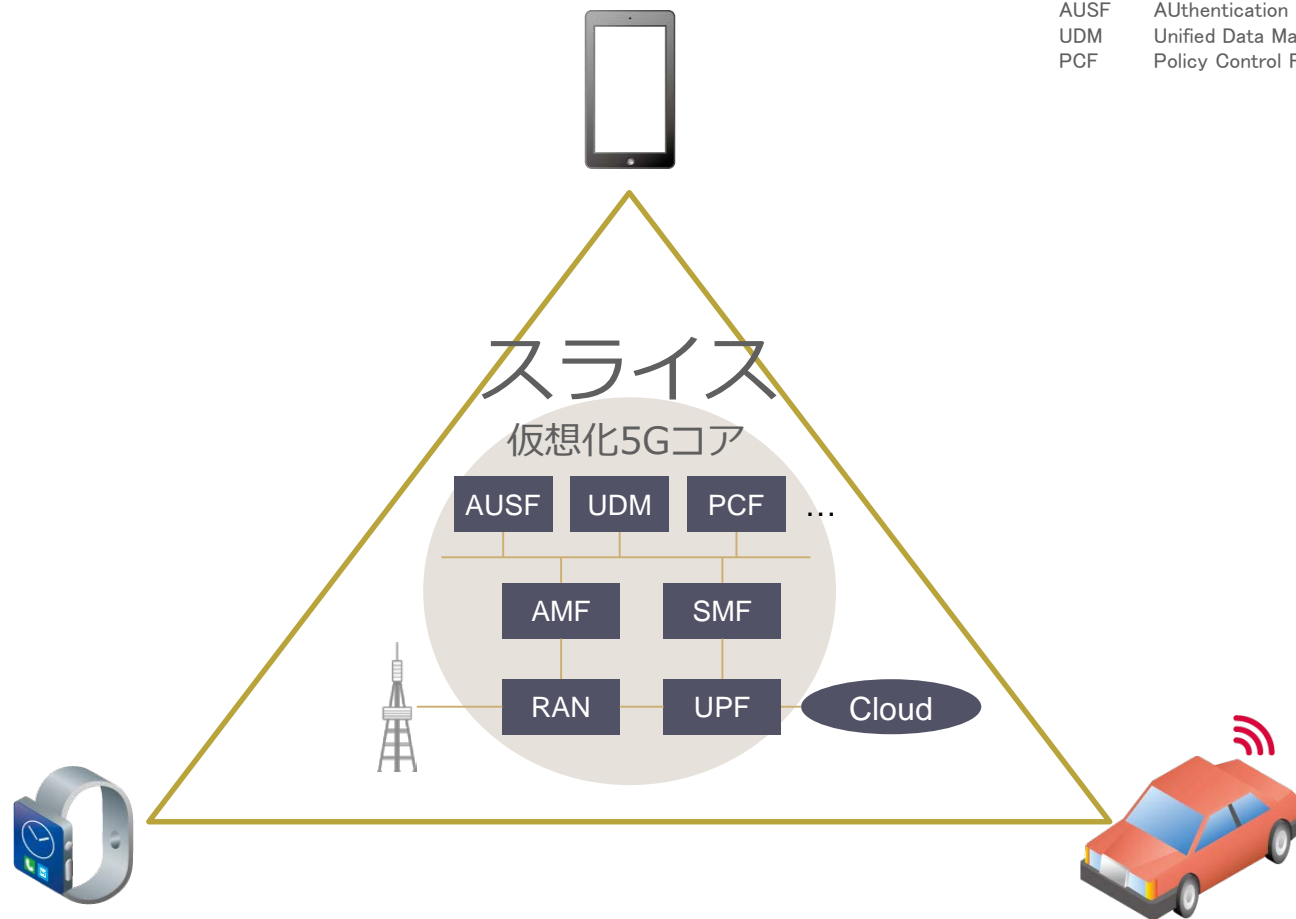 AUSF AUthentication
UDM Unified Data
PCF Policy Control
スライス
仮想化5Gコア
AUSF UDM PCF …
AMF SMF
RAN UPF Cloud